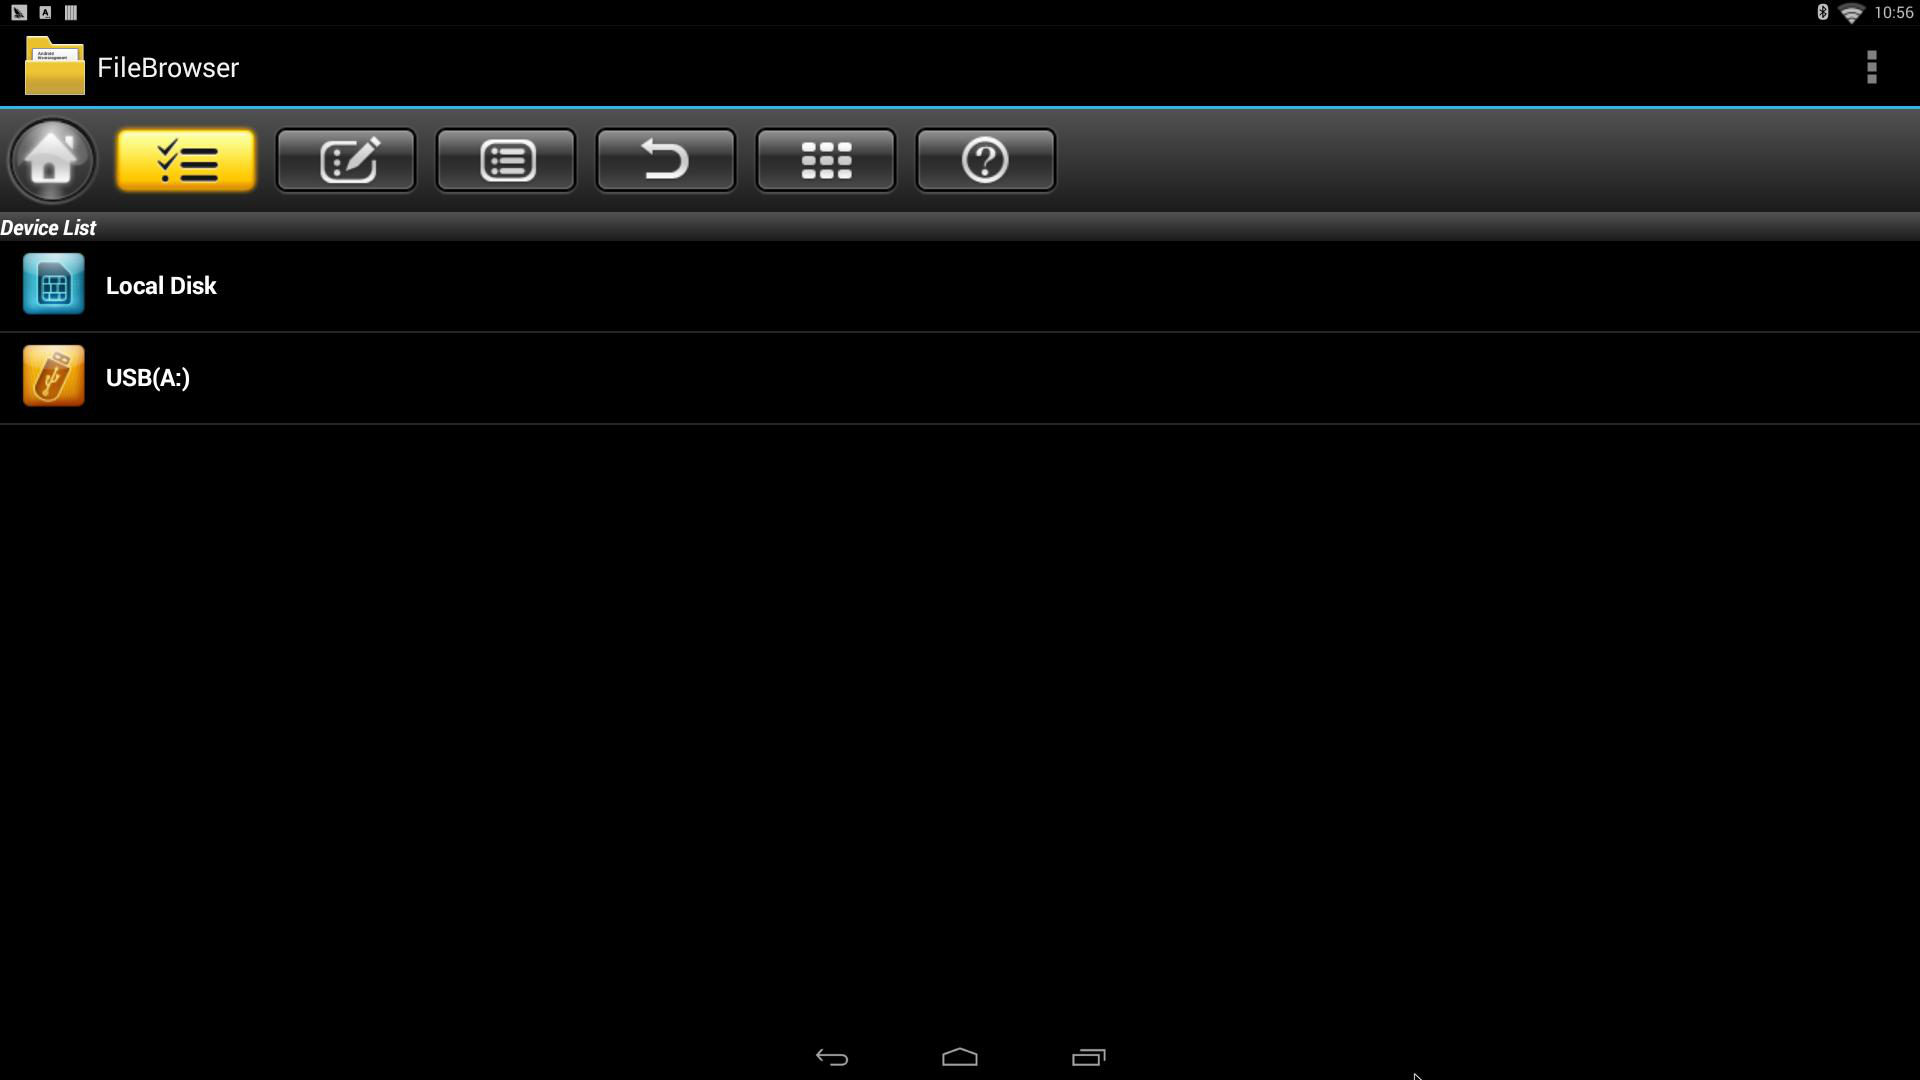 10:56
FileBrowser
Device List
Local Disk
USB(A:)